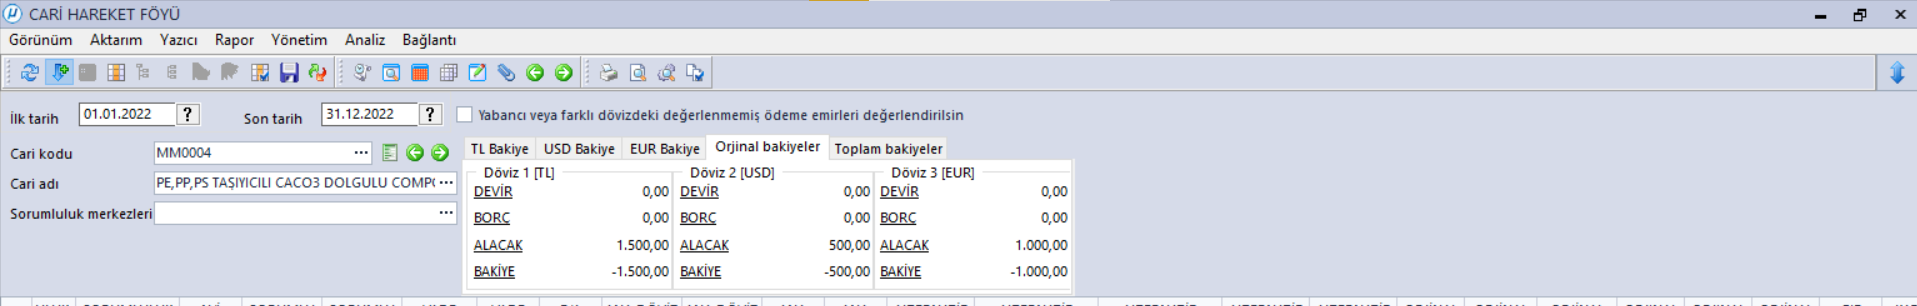 CARİ HAREKET FÖYÜ
Görünüm Aktarım Yazıcı Rapor Yönetim Analiz Bağlantı
İlk tarih 01.01.2022 ? Son tarih 31.12.2022 ? Yabancı veya farklı dövizdeki değerlenmemiş ödeme emirleri değerlendirilsin
Cari kodu MM0004 ... TL Bakiye USD Bakiye EUR Bakiye Orjinal bakiyeler Toplam bakiyeler
Döviz 1 [TL] Döviz 2 [USD] Döviz 3 [EUR]
Cari adı PE,PP,PS TAŞIYICILI CACO3 DOLGULU COMP ...
DEVİR 0,00 DEVİR 0,00 DEVİR 0,00
Sorumluluk merkezleri ...
BORÇ 0,00 BORÇ 0,00 BORÇ 0,00
ALACAK 1.500,00 ALACAK 500,00 ALACAK 1.000,00
BAKİYE -1.500,00 BAKİYE -500,00 BAKİYE -1.000,00